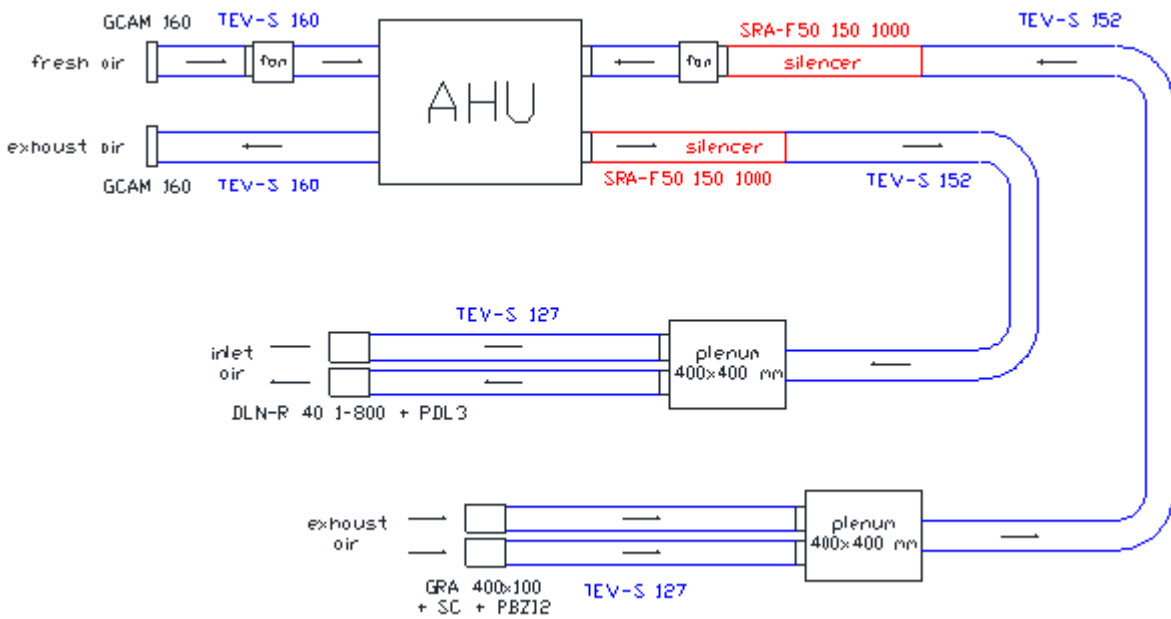 GCAM 160 TEV-S 160
SRA-F50 150 1000
TEV-S 152
fresh air
fan
fan
silencer
AHU
exhaust air
silencer
GCAM 160
TEV-S 160
SRA-F50 150 1000
TEV-S 152
TEV-S 127
inlet
air
plenum
400x400 mm
DLN-R 40 1-800 + PDL3
exhaust
air
plenum
400x400 mm
GRA 400x100
+ SC + PBZ12
TEV-S 127